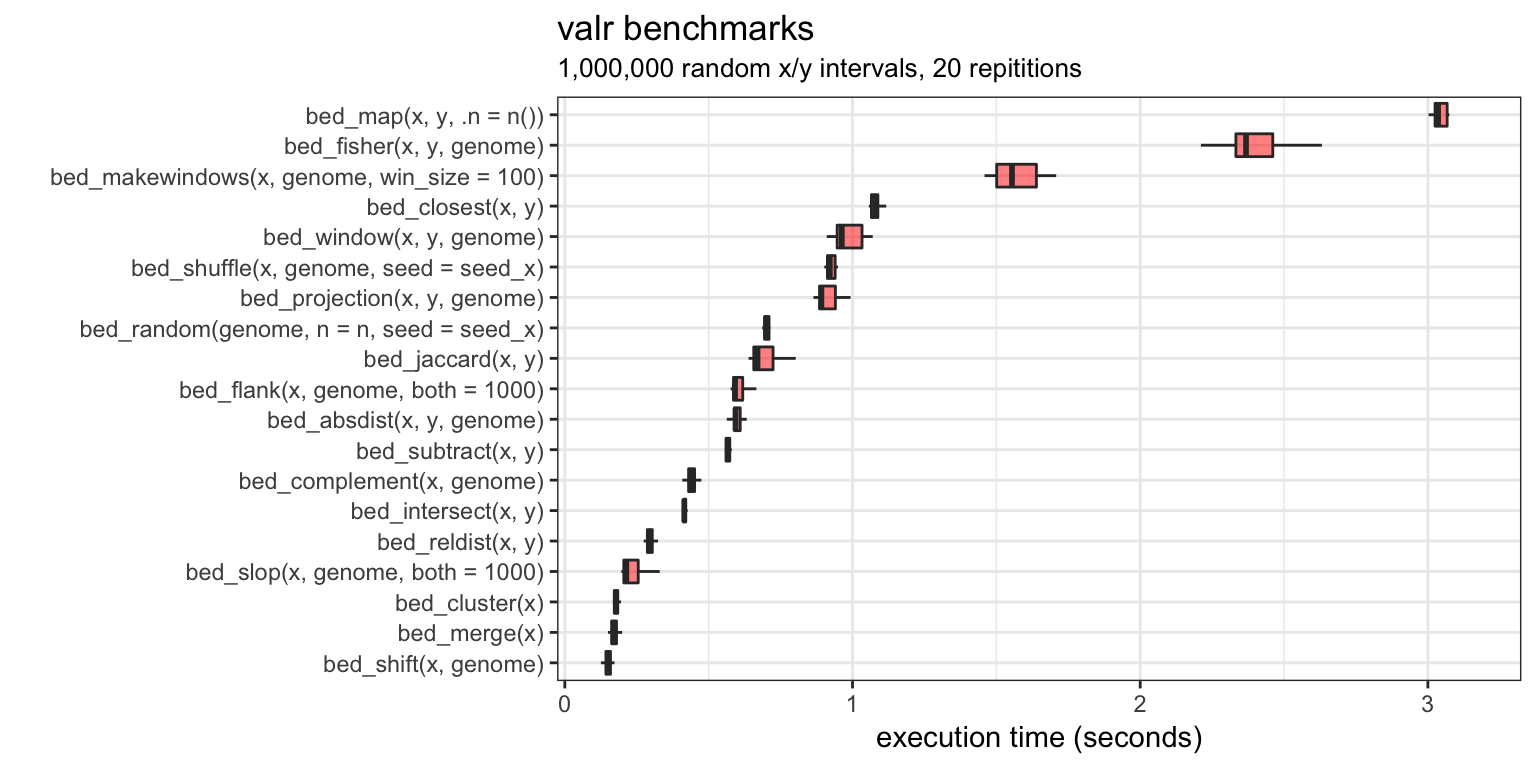 valr benchmarks
1,000,000 random x/y intervals, 20 repititions
bed_map(x, y, .n = n())
bed_fisher(x, y, genome)
bed_makewindows(x, genome, win_size = 100)
bed_closest(x, y)
bed_window(x, y, genome)
bed_shuffle(x, genome, seed = seed_x)
bed_projection(x, y, genome)
bed_random(genome, n = n, seed = seed_x)
bed_jaccard(x, y)
bed_flank(x, genome, both = 1000)
bed_absdist(x, y, genome)
bed_subtract(x, y)
bed_complement(x, genome)
bed_intersect(x, y)
bed_reldist(x, y)
bed_slop(x, genome, both = 1000)
bed_cluster(x)
bed_merge(x)
bed_shift(x, genome)
0 1 2 3
execution time (seconds)